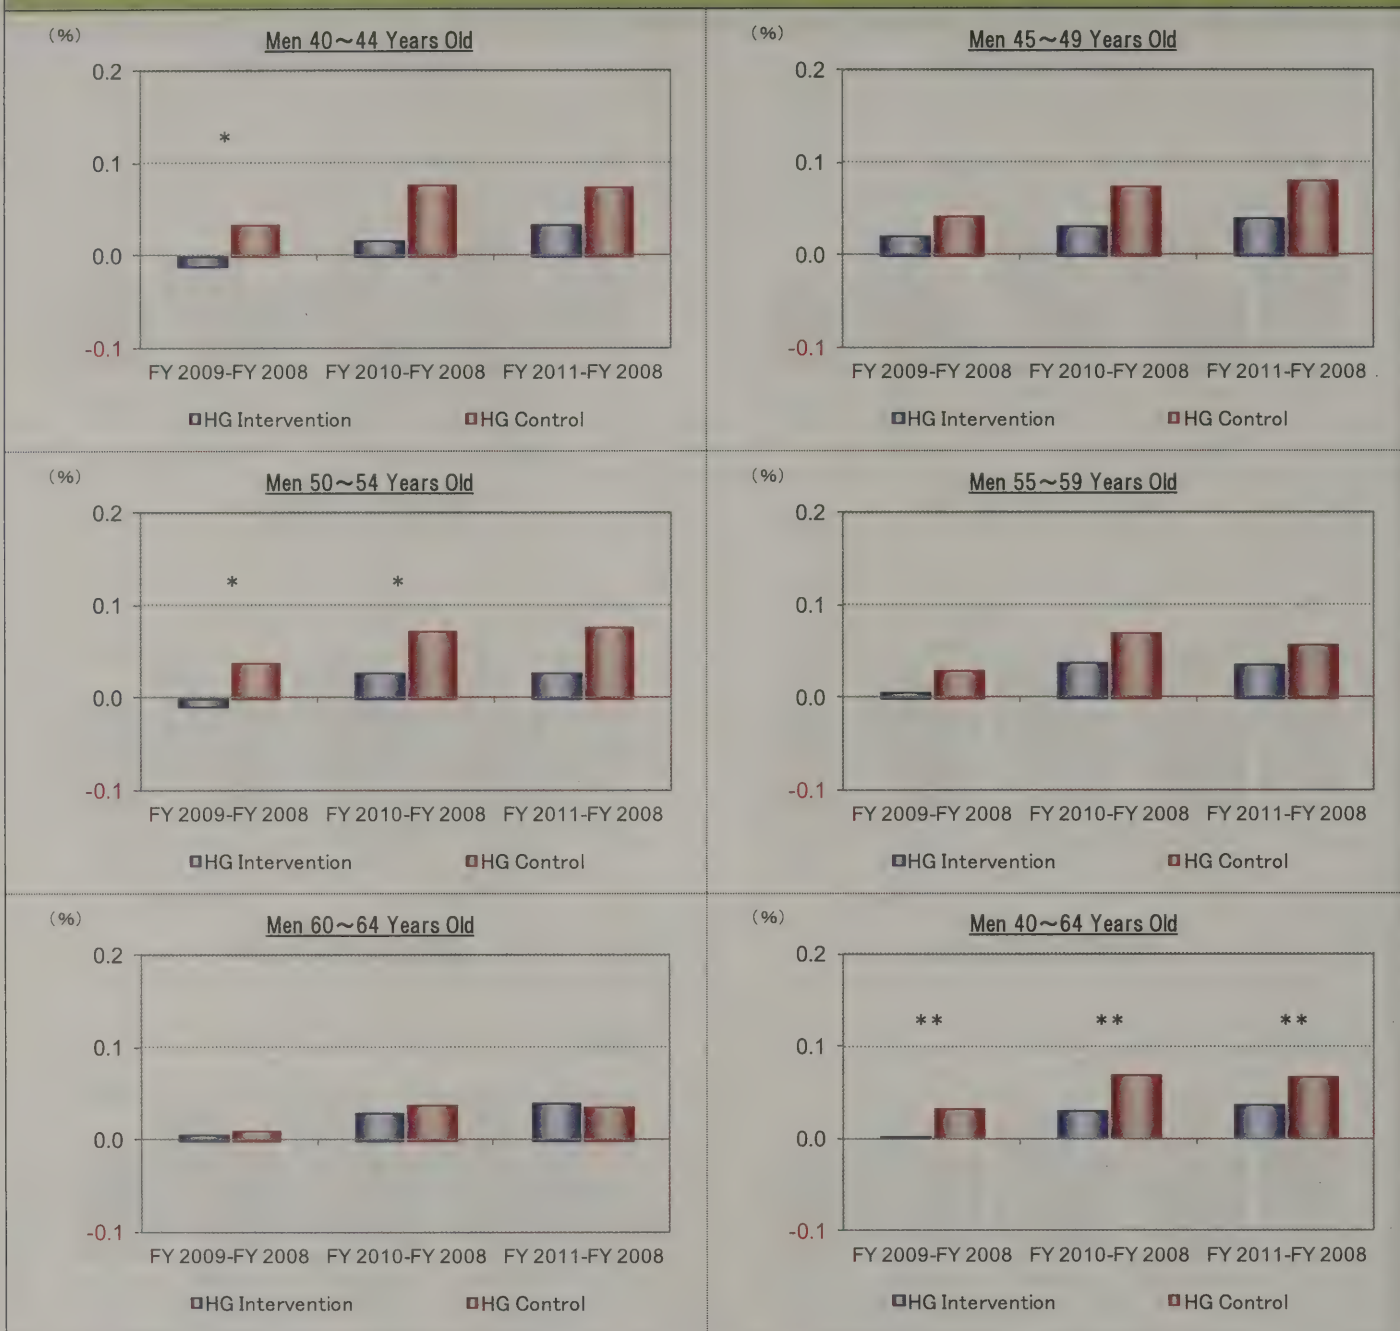 (%)
Men 40～44 Years Old
0.2
*
0.1
0.0
-0.1
FY 2009-FY 2008 FY 2010-FY 2008 FY 2011-FY 2008
HG Intervention HG Control
(%)
Men 45～49 Years Old
0.2
0.1
0.0
-0.1
FY 2009-FY 2008 FY 2010-FY 2008 FY 2011-FY 2008
HG Intervention HG Control
(%)
Men 50～54 Years Old
0.2
* *
0.1
0.0
-0.1
FY 2009-FY 2008 FY 2010-FY 2008 FY 2011-FY 2008
HG Intervention HG Control
(%)
Men 55～59 Years Old
0.2
0.1
0.0
-0.1
FY 2009-FY 2008 FY 2010-FY 2008 FY 2011-FY 2008
HG Intervention HG Control
(%)
Men 60～64 Years Old
0.2
0.1
0.0
-0.1
FY 2009-FY 2008 FY 2010-FY 2008 FY 2011-FY 2008
HG Intervention HG Control
(%)
Men 40～64 Years Old
0.2
** ** **
0.1
0.0
-0.1
FY 2009-FY 2008 FY 2010-FY 2008 FY 2011-FY 2008
HG Intervention HG Control